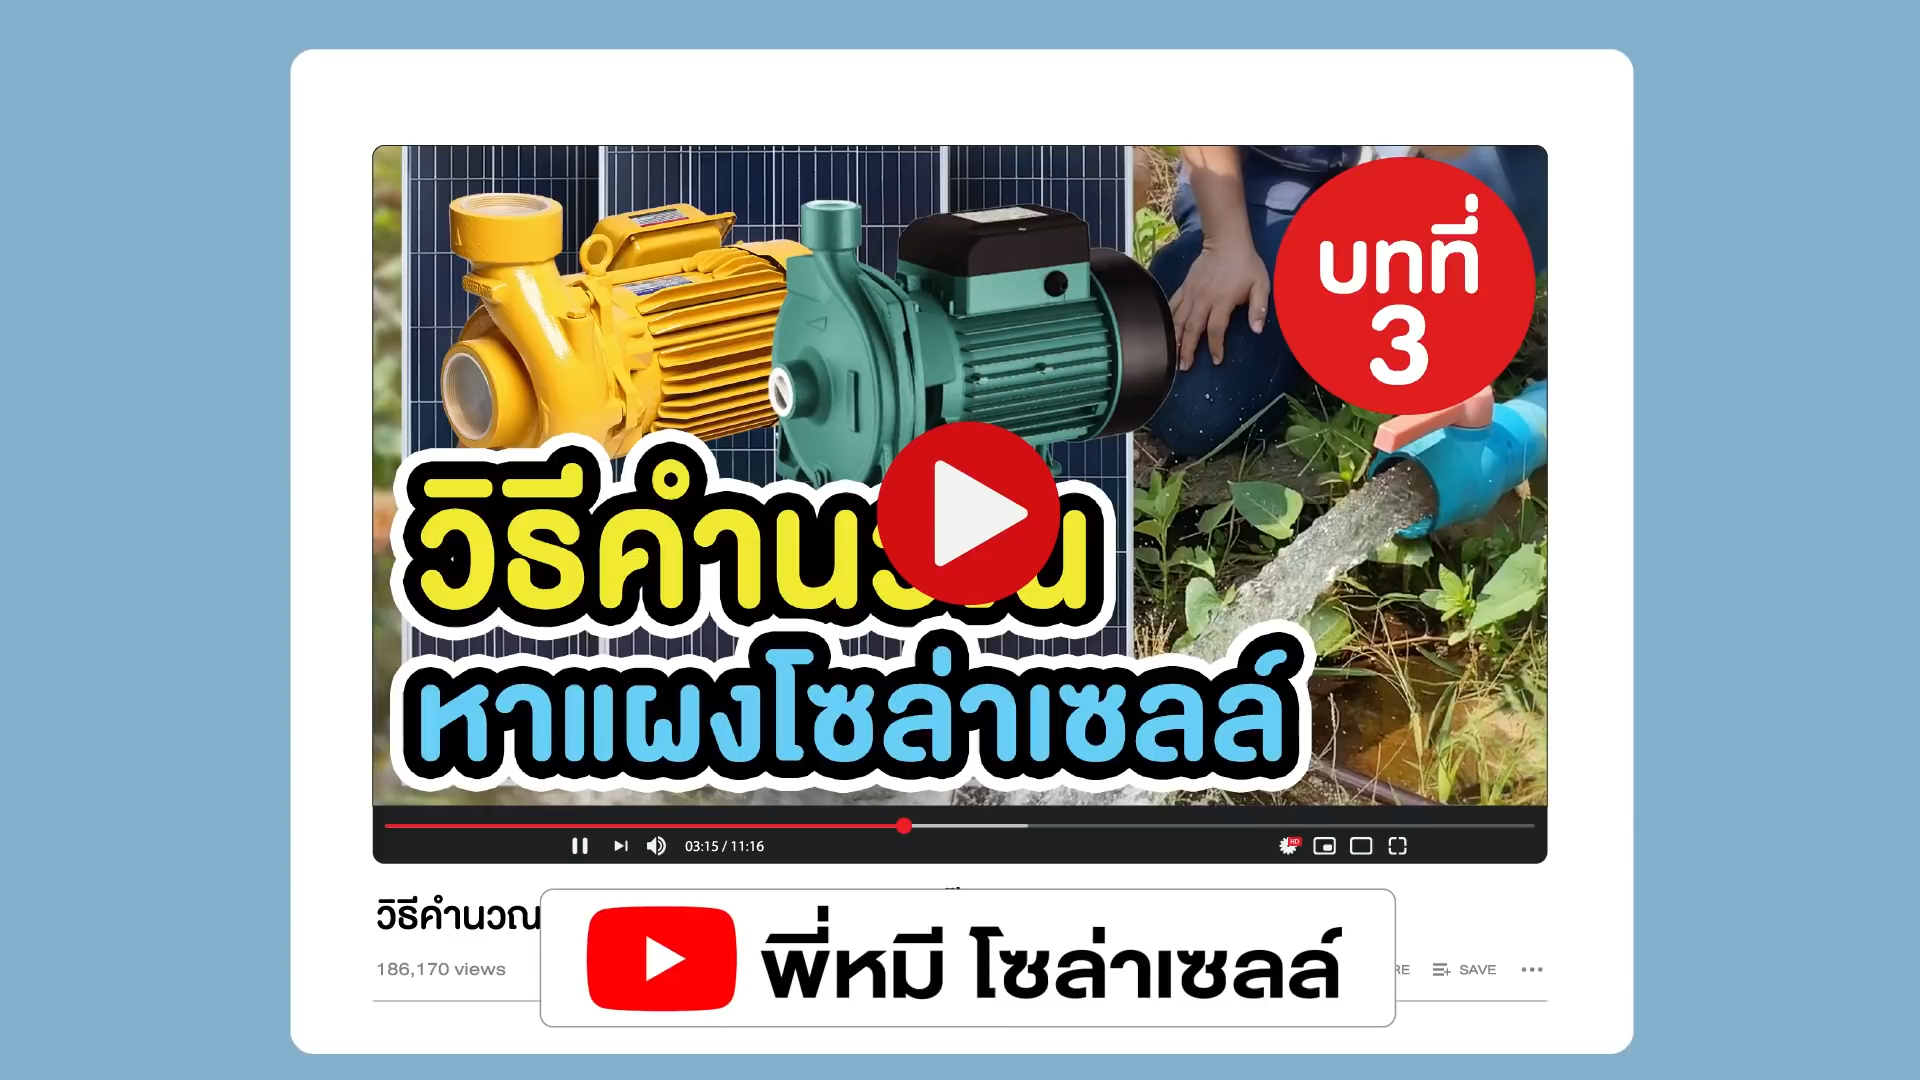 บทที่
3
วิธีคำนวณ
หาแผงโซล่าเซลล์
03:15 / 11:16
HD
วิธีคำนวณ
186,170 views
SAVE
พี่หมี โซล่าเซลล์